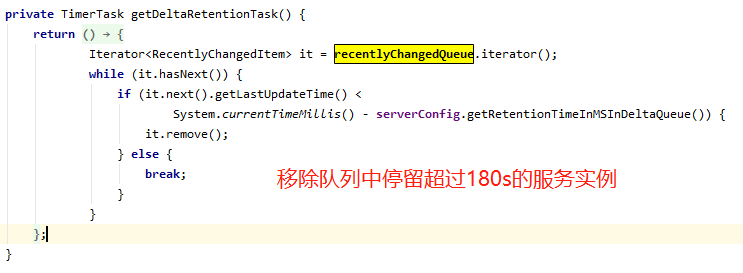 private TimerTask getDeltaRetentionTask() {
return () → {
Iterator<RecentlyChangedItem> it = recentlyChangedQueue.iterator();
while (it.hasNext()) {
if (it.next().getLastUpdateTime() <
System.currentTimeMillis() - serverConfig.getRetentionTimeInMSInDeltaQueue()) {
it.remove();
} else {
break;
移除队列中停留超过180s的服务实例
}
}
};
}